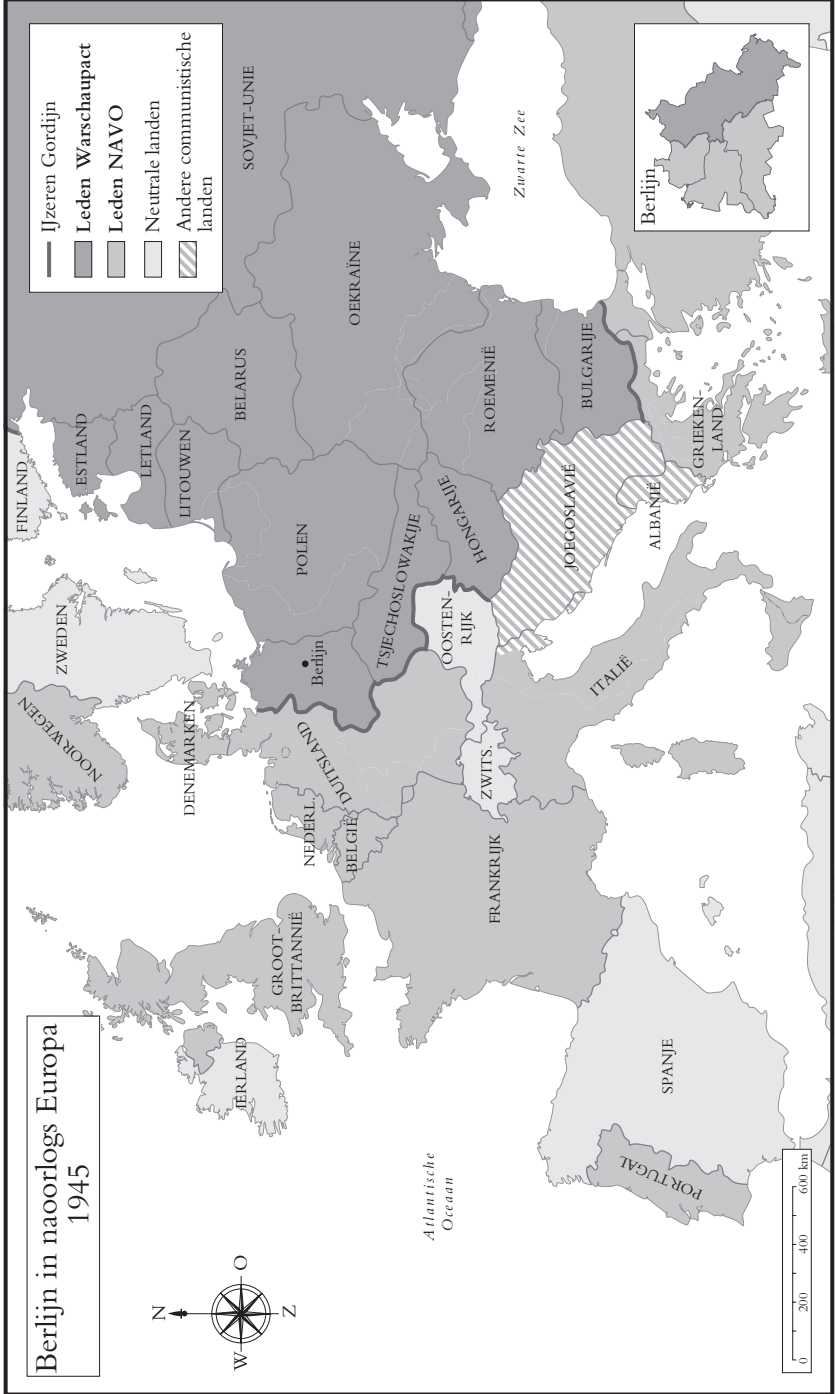 Berlijn in naoorlogs Europa
1945
N
W
O
Z
IJzeren Gordijn
Leden Warschaupact
Leden NAVO
Neutrale landen
Andere communistische
landen
NOORWEGEN
ZWEDEN
FINLAND
ESTLAND
LETLAND
LITOUWEN
BELARUS
SOVJET-UNIE
OEKRAÏNE
IERLAND
GROOT-
BRITTANNIË
DENEMARKEN
NEDERL.
BELGIË
DUITSLAND
Berlijn
POLEN
TSJECHOSLOWAKIJE
Atlantische
Oceaan
FRANKRIJK
ZWITS.
OOSTEN-
RIJK
HONGARIJE
ROEMENIË
Zwarte Zee
JOEGOSLAVIË
BULGARIJE
ITALIË
ALBANIË
GRIEKEN-
LAND
PORTUGAL
SPANJE
0
200
400
600 km
Berlijn